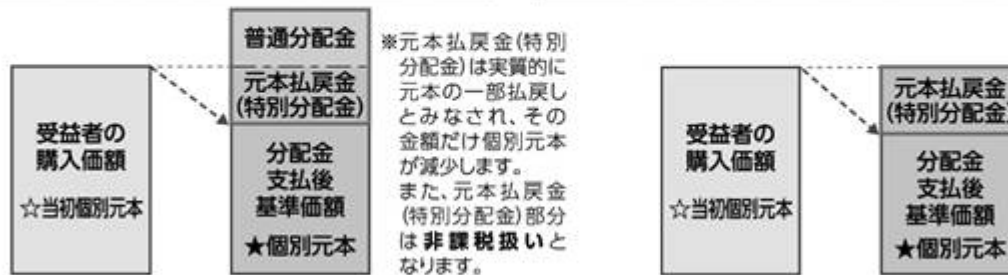 普通分配金
元本払戻金
(特別分配金)
受益者の
購入価額
☆当初個別元本
分配金
支払後
基準価額
★個別元本
※元本払戻金(特別
分配金)は実質的に
元本の一部払戻し
とみなされ、その
金額だけ個別元本
が減少します。
また、元本払戻金
(特別分配金)部分
は非課税扱いと
なります。
元本払戻金
(特別分配金
受益者の
購入価額
☆当初個別元本
分配金
支払後
基準価額
★個別元本